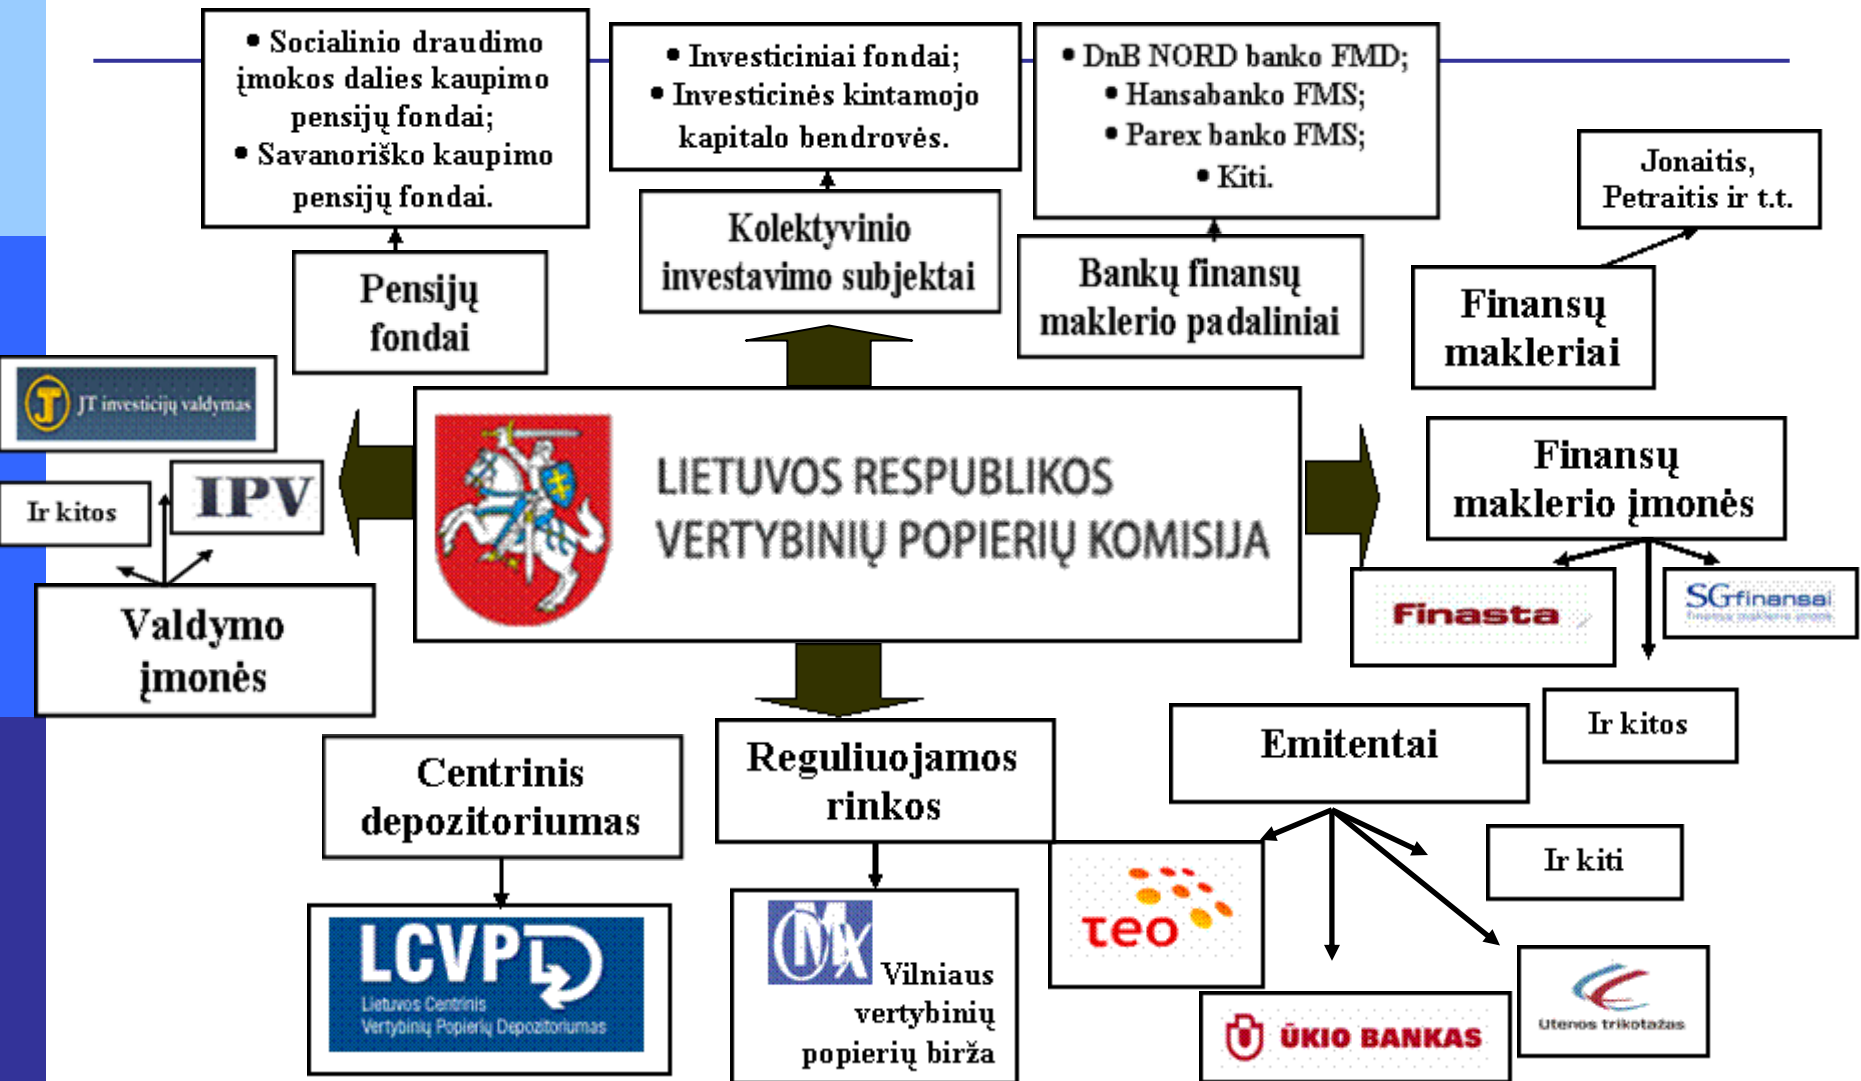 • Socialinio draudimo
įmokos dalies kaupimo
pensijų fondai;
• Savanoriško kaupimo
pensijų fondai.
• Investiciniai fondai;
• Investicinės kintamojo
kapitalo bendrovės.
• DnB NORD banko FMD;
• Hansabanko FMS;
• Parex banko FMS;
• Kiti.
Jonaitis,
Petraitis ir t.t.
Pensijų
fondai
Kolektyvinio
investavimo subjektai
Bankų finansų
maklerio padaliniai
Finansų
makleriai
JT investicijų valdymas
Ir kitos
IPV
Valdymo
įmonės
LIETUVOS RESPUBLIKOS
VERTYBINIŲ POPIERIŲ KOMISIJA
Finansų
maklerio įmonės
Finasta
SGfinansai
Ir kitos
Centrinis
depozitoriumas
LCVPD
Lietuvos Centrinis
Vertybinių Popierių Depozitoriumas
Reguliuojamos
rinkos
OMX Vilniaus
vertybinių
popierių birža
Emitentai
Ir kiti
teo
ŪKIO BANKAS
Utenos trikotažas